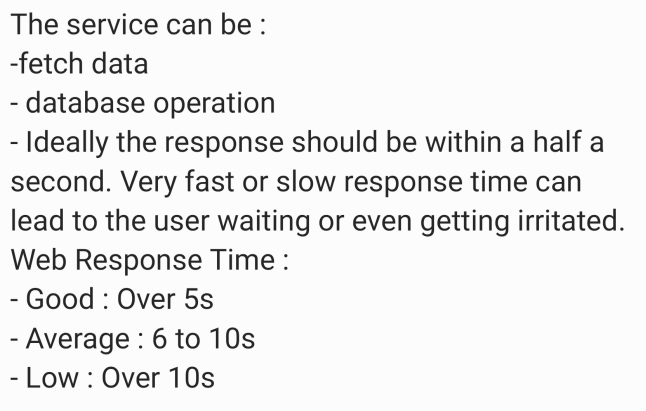 The service can be :
-fetch data
- database operation
- Ideally the response should be within a half a
second. Very fast or slow response time can
lead to the user waiting or even getting irritated.
Web Response Time :
- Good : Over 5s
- Average : 6 to 10s
- Low : Over 10s